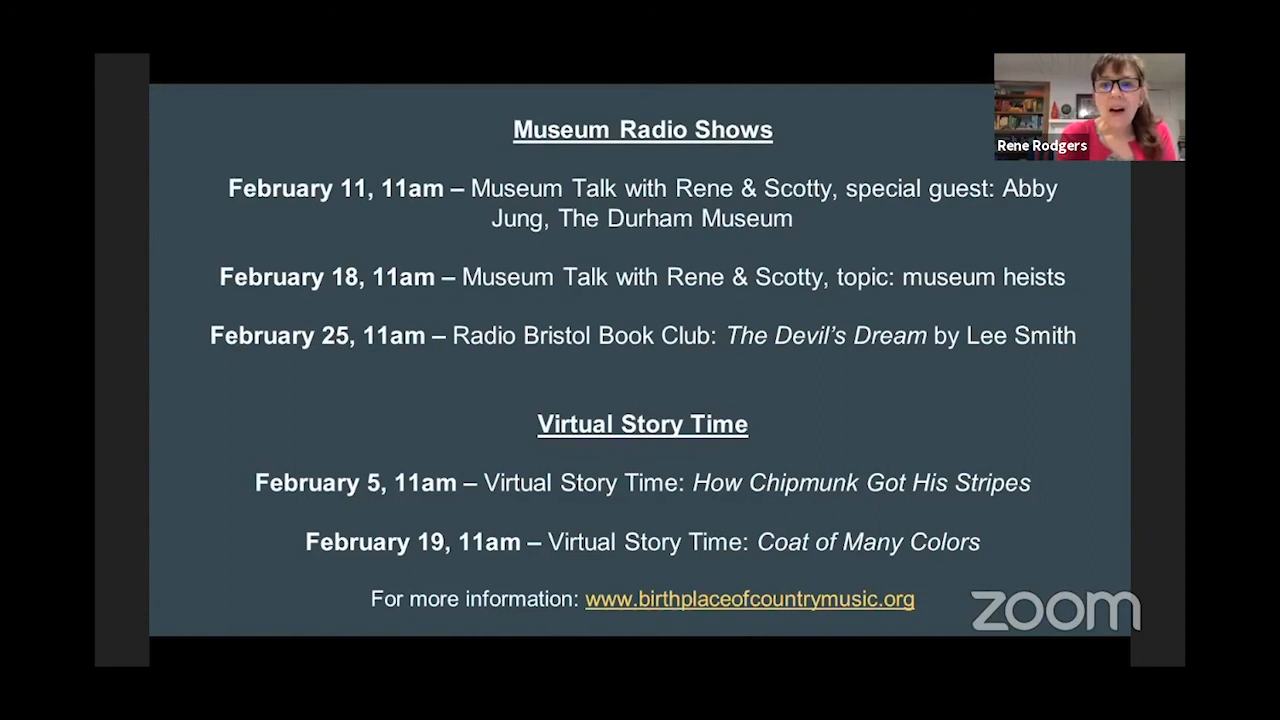 Museum Radio Shows
Rene Rodgers
February 11, 11am – Museum Talk with Rene & Scotty, special guest: Abby
Jung, The Durham Museum
February 18, 11am – Museum Talk with Rene & Scotty, topic: museum heists
February 25, 11am – Radio Bristol Book Club: The Devil’s Dream by Lee Smith
Virtual Story Time
February 5, 11am – Virtual Story Time: How Chipmunk Got His Stripes
February 19, 11am – Virtual Story Time: Coat of Many Colors
For more information: www.birthplaceofcountrymusic.org
zoom